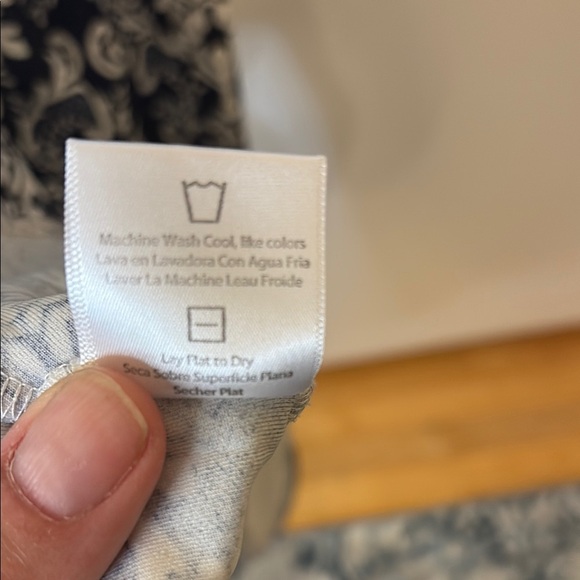 Machine Wash Cool, like colors
Lava en Lavadora Con Agua Fria
Laver La Machine Leau Froide
Lay Flat to Dry
Seca Sobre Superficie Plana
Secher Plat